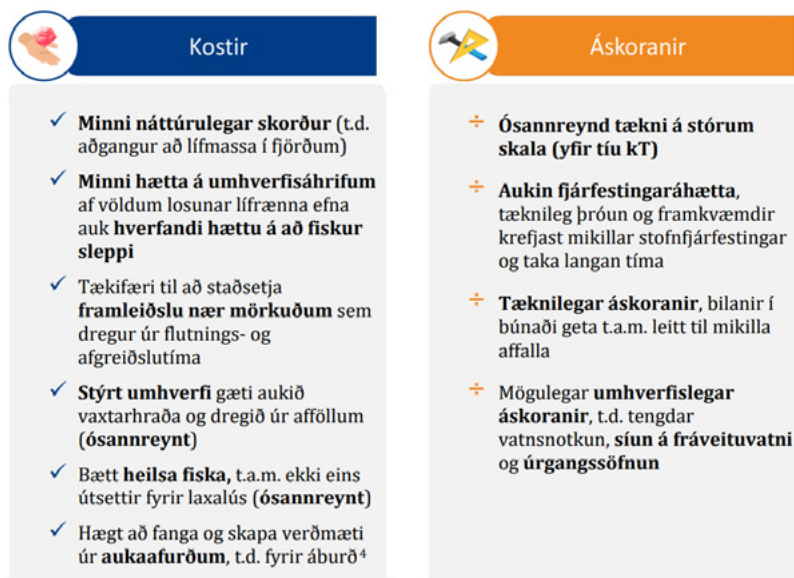 Kostir
✓ Minni náttúrulegar skorður (t.d.
aðgangur að lífmassa í fjörðum)
✓ Minni hætta á umhverfisáhrifum
af völdum losunar lífrænna efna
auk hverfandi hættu á að fiskur
sleppi
✓ Tækifæri til að staðsetja
framleiðslu nær mörkuðum sem
dregur úr flutnings- og
afgreiðslutíma
✓ Stýrt umhverfi gæti aukið
vaxtarhraða og dregið úr afföllum
(ósannreynt)
✓ Bætt heilsa fiska, t.a.m. ekki eins
útsettir fyrir laxalús (ósannreynt)
✓ Hægt að fanga og skapa verðmæti
úr aukaafurðum, t.d. fyrir áburð⁴
Áskoranir
÷ Ósannreynd tækni á stórum
skala (yfir tíu kT)
÷ Aukin fjárfestingaráhætta,
tæknileg þróun og framkvæmdir
krefjast mikillar stofnfjárfestingar
og taka langan tíma
÷ Tæknilegar áskoranir, bilanir í
búnaði geta t.a.m. leitt til mikilla
affalla
÷ Mögulegar umhverfislegar
áskoranir, t.d. tengdar
vatnsnotkun, síun á fráveituvatni
og úrgangssöfnun